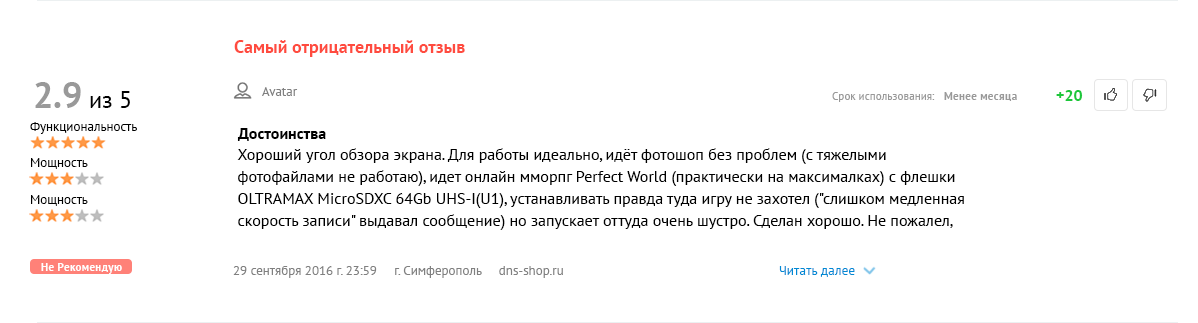 Самый отрицательный отзыв
2.9 из 5
Функциональность
Мощность
Мощность
Не Рекомендую
Avatar
Срок использования: Менее месяца
+20
Достоинства
Хороший угол обзора экрана. Для работы идеально, идёт фотошоп без проблем (с тяжелыми
фотофайлами не работаю), идет онлайн мморпг Perfect World (практически на максималках) с флешки
OLTRAMAX MicroSDXC 64Gb UHS-I(U1), устанавливать правда туда игру не захотел ("слишком медленная
скорость записи" выдавал сообщение) но запускает оттуда очень шустро. Сделан хорошо. Не пожалел,
29 сентября 2016 г. 23:59 г. Симферополь dns-shop.ru
Читать далее